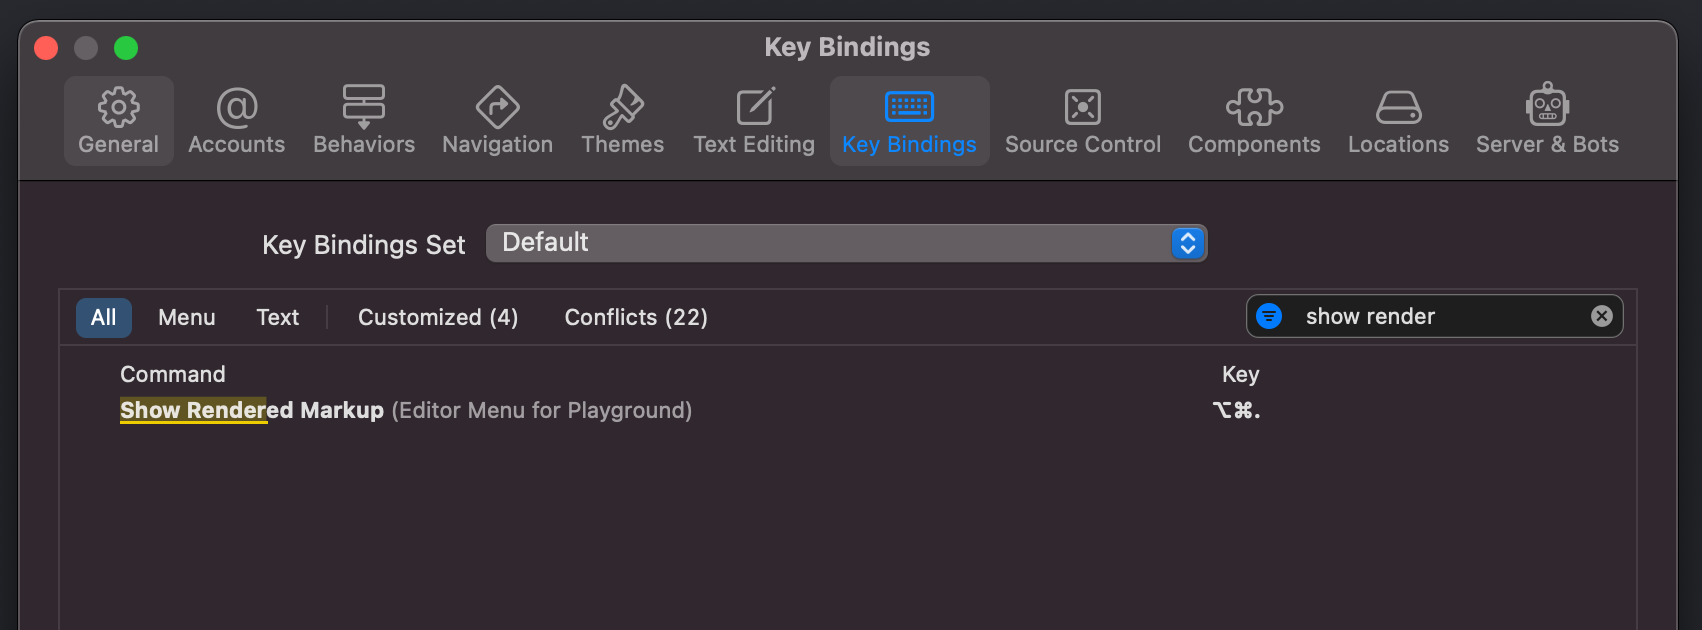 Key Bindings
General Accounts Behaviors Navigation Themes Text Editing Key Bindings Source Control Components Locations Server & Bots
Key Bindings Set Default
All Menu Text Customized (4) Conflicts (22) show render
Command Key
Show Rendered Markup (Editor Menu for Playground) ⌥⌘.